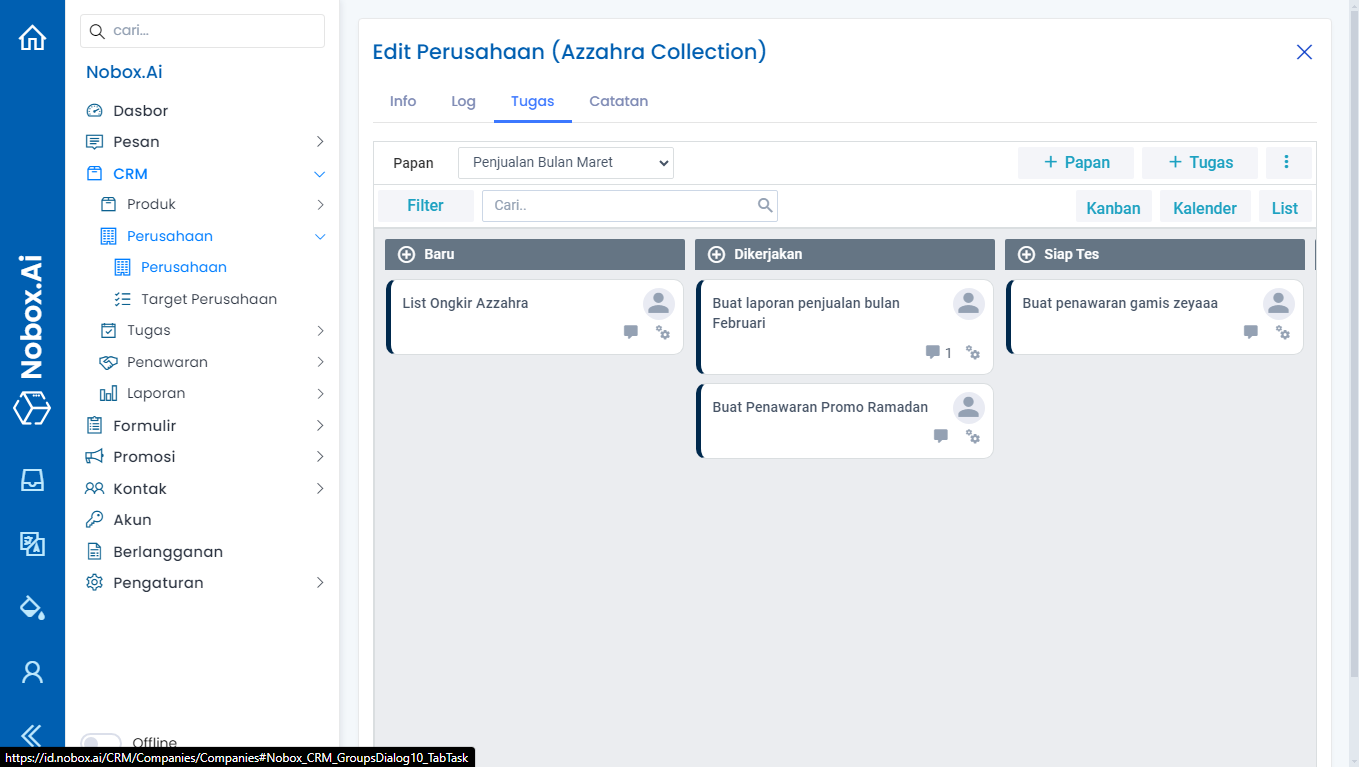 cari...
Nobox.Ai
Dasbor
Pesan
CRM
Produk
Perusahaan
Perusahaan
Target Perusahaan
Tugas
Penawaran
Laporan
Formulir
Promosi
Kontak
Akun
Berlangganan
Pengaturan
Offline
Nobox.Ai
Edit Perusahaan (Azzahra Collection)
Info Log Tugas Catatan
Papan Penjualan Bulan Maret + Papan + Tugas
Filter Cari.. Kanban Kalender List
Baru
List Ongkir Azzahra
Dikerjakan
Buat laporan penjualan bulan
Februari
1
Buat Penawaran Promo Ramadan
Siap Tes
Buat penawaran gamis zeyaaa
https://id.nobox.ai/CRM/Companies/Companies#Nobox_CRM_GroupsDialog10_TabTask